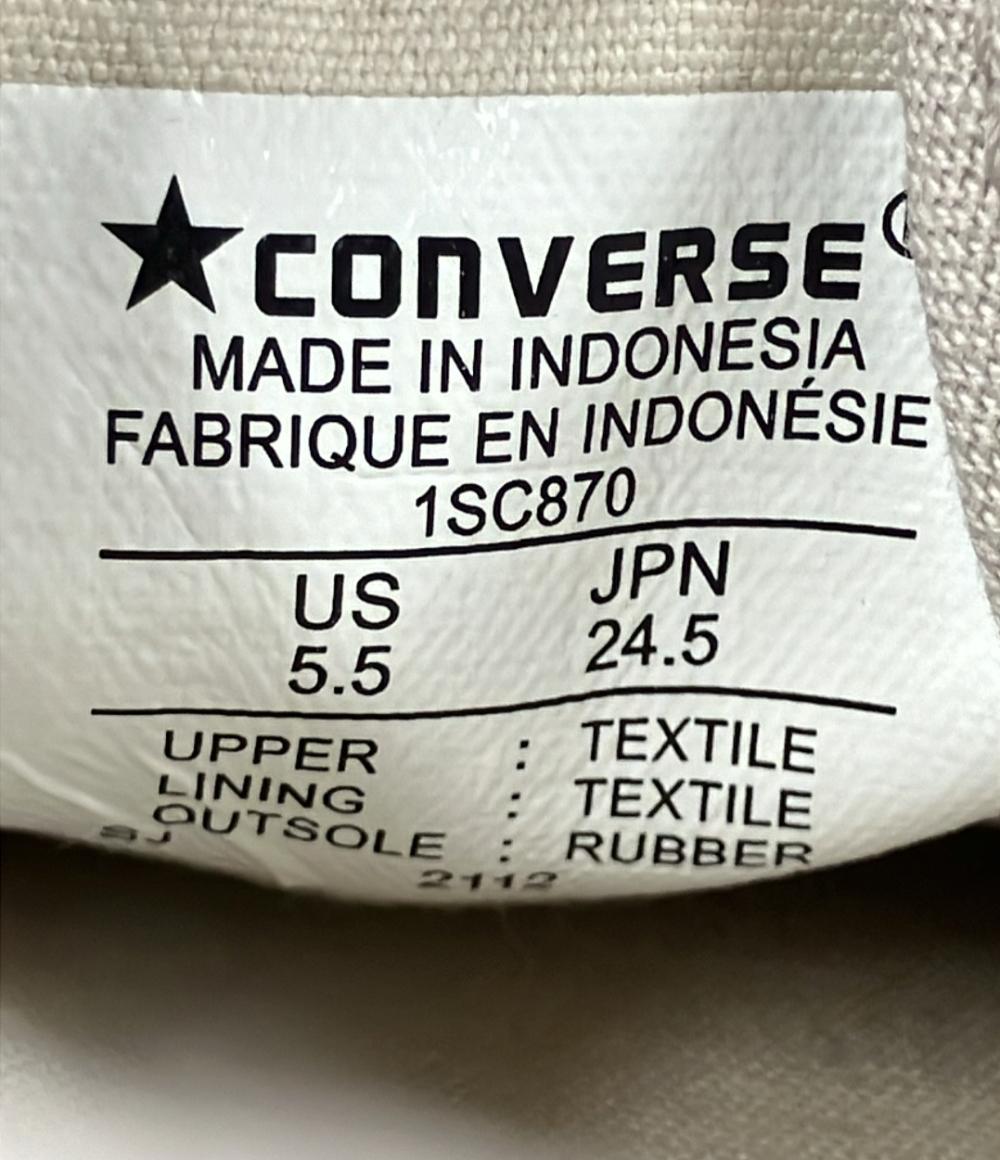 ★CONVERSE
MADE IN INDONESIA
FABRIQUE EN INDONÉSIE
1SC870
US JPN
5.5 24.5
UPPER : TEXTILE
LINING : TEXTILE
OUTSOLE : RUBBER
SJ 2112